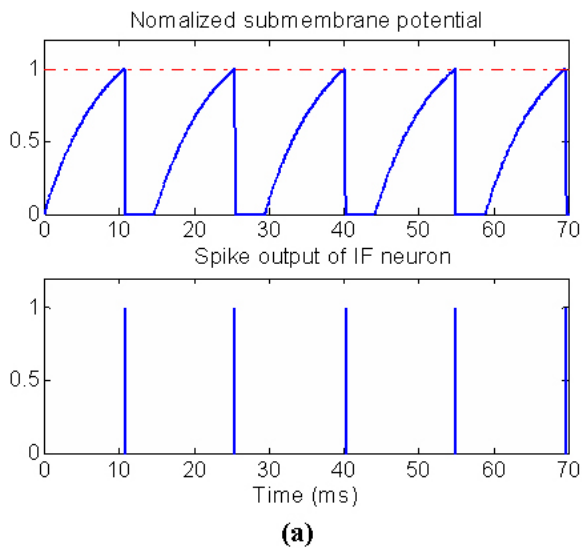 Nomalized submembrane potential
1
0.5
0
0 10 20 30 40 50 60 70
Spike output of IF neuron
1
0.5
0
0 10 20 30 40 50 60 70
Time (ms)
(a)